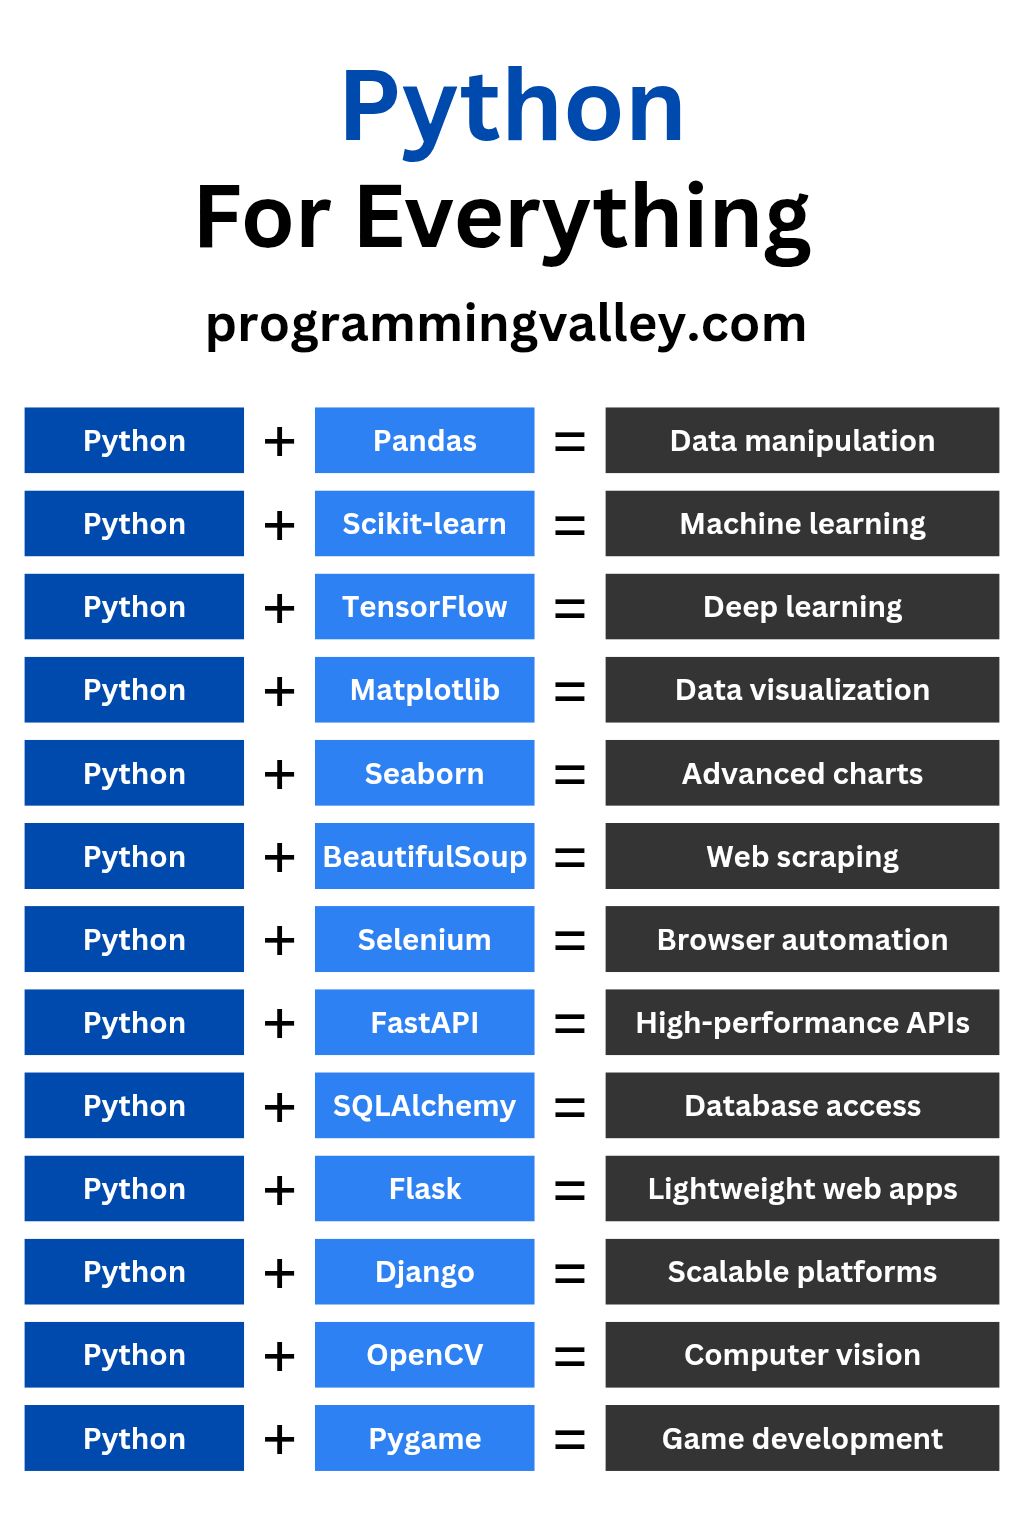 Python
For Everything
programmingvalley.com
Python + Pandas = Data manipulation
Python + Scikit-learn = Machine learning
Python + TensorFlow = Deep learning
Python + Matplotlib = Data visualization
Python + Seaborn = Advanced charts
Python + BeautifulSoup = Web scraping
Python + Selenium = Browser automation
Python + FastAPI = High-performance APIs
Python + SQLAlchemy = Database access
Python + Flask = Lightweight web apps
Python + Django = Scalable platforms
Python + OpenCV = Computer vision
Python + Pygame = Game development